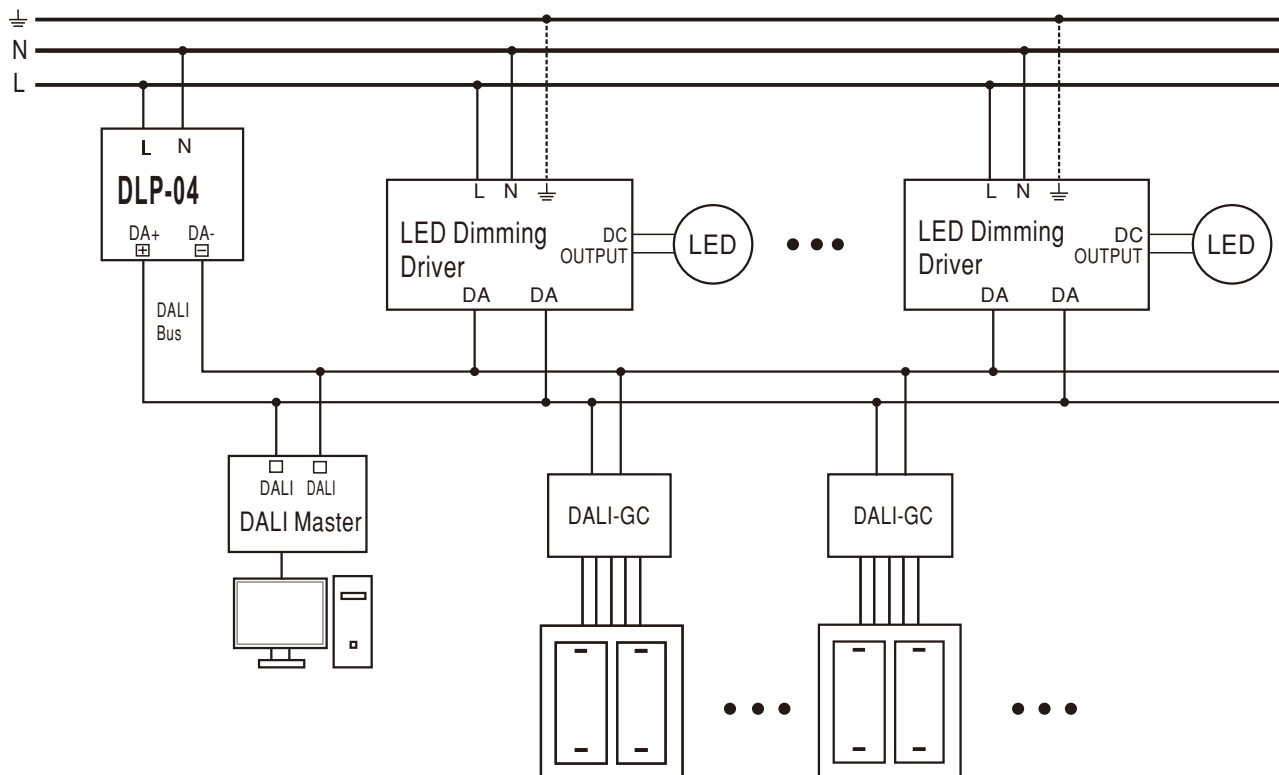 ⏚
N
L
L N
DLP-04
DA+ DA-
+ −
DALI
Bus
L N ⏚
LED Dimming
Driver
DC
OUTPUT
DA DA
LED
L N ⏚
LED Dimming
Driver
DC
OUTPUT
DA DA
LED
DALI DALI
DALI Master
DALI-GC
DALI-GC